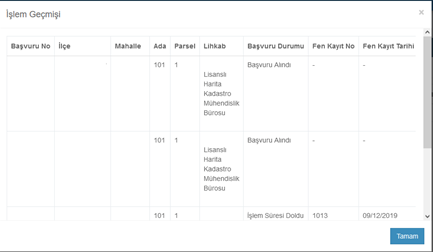 İşlem Geçmişi ×
Başvuru No İlçe Mahalle Ada Parsel Lihkab Başvuru Durumu Fen Kayıt No Fen Kayıt Tarihi
101 1 Başvuru Alındı - -
Lisanslı
Harita
Kadastro
Mühendislik
Bürosu
101 1 Başvuru Alındı - -
Lisanslı
Harita
Kadastro
Mühendislik
Bürosu
101 1 İşlem Süresi Doldu 1013 09/12/2019
Tamam